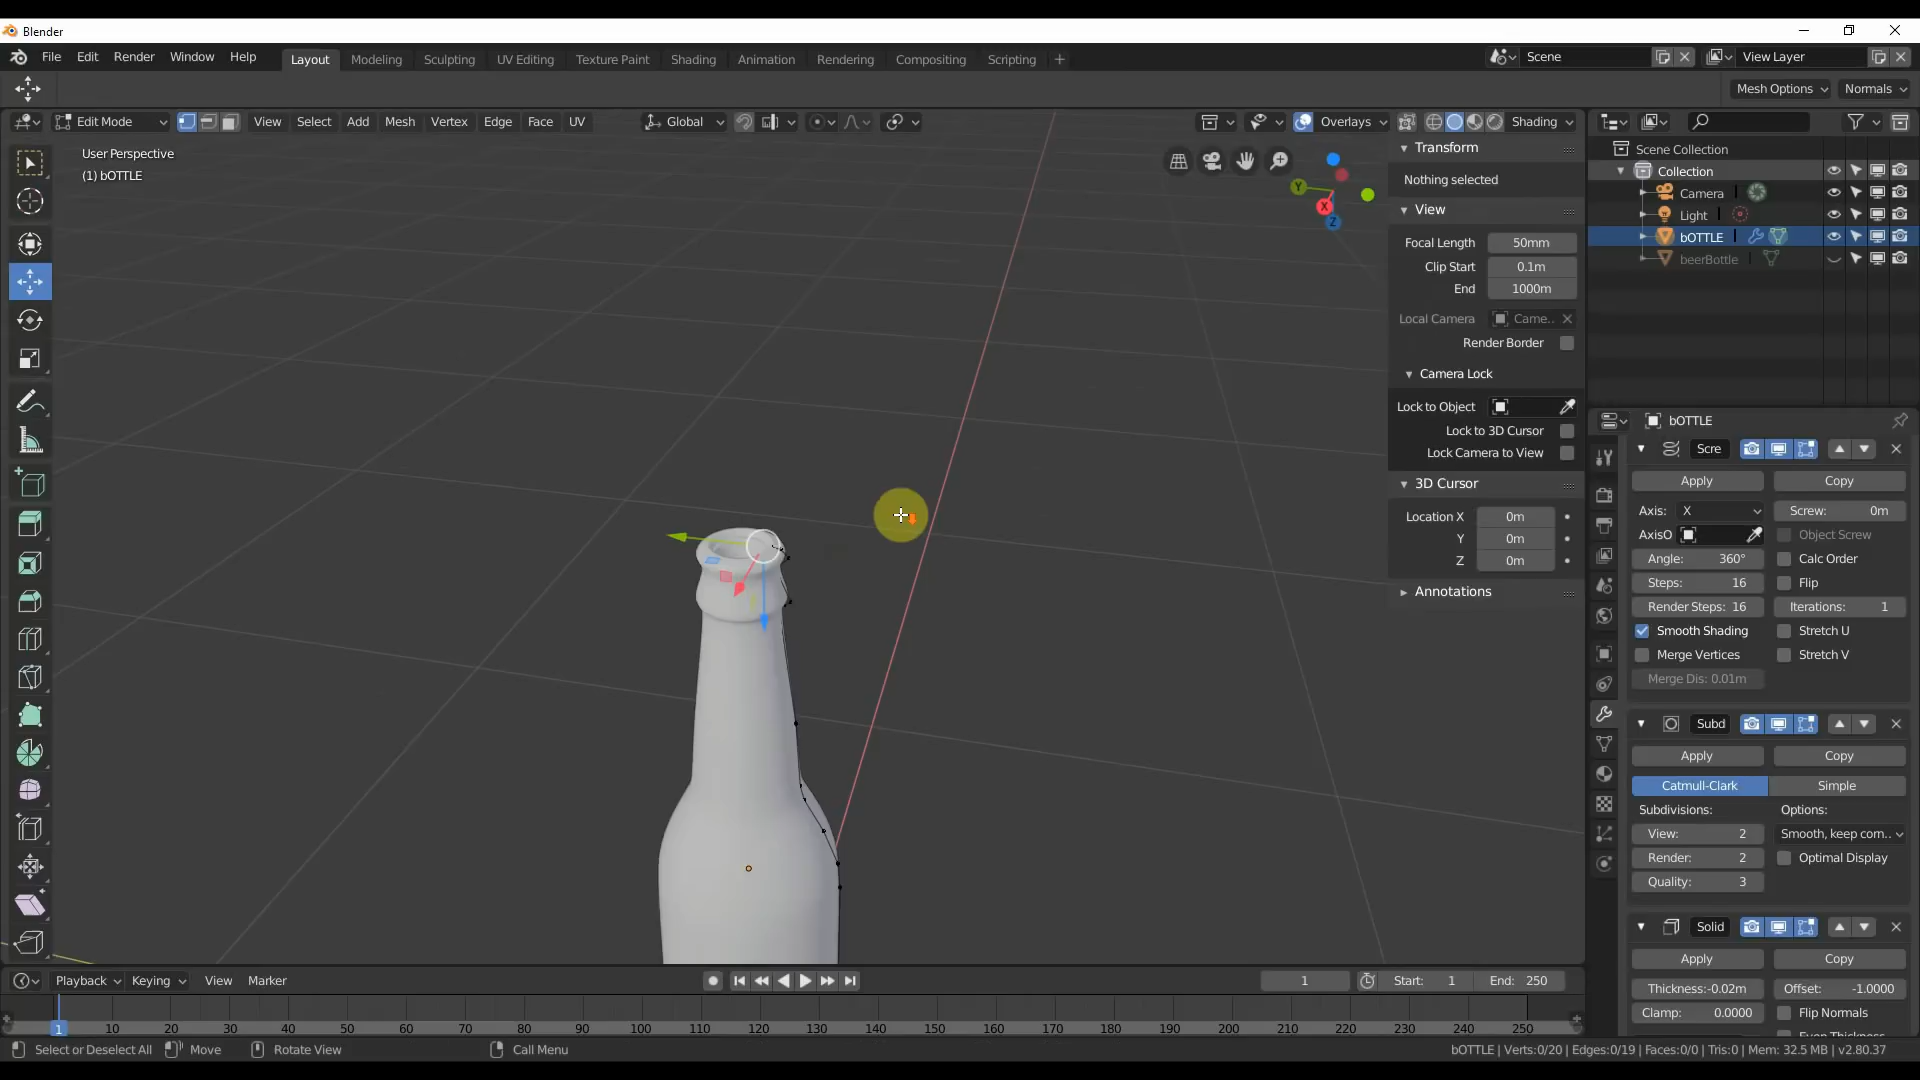 Blender
File Edit Render Window Help Layout Modeling Sculpting UV Editing Texture Paint Shading Animation Rendering Compositing Scripting + Scene View Layer
Mesh Options Normals
Edit Mode View Select Add Mesh Vertex Edge Face UV Global Overlays Shading
User Perspective
(1) bOTTLE
Y
X
Z
Transform
Nothing selected
View
Focal Length 50mm
Clip Start 0.1m
End 1000m
Local Camera Came..
Render Border
Camera Lock
Lock to Object
Lock to 3D Cursor
Lock Camera to View
3D Cursor
Location X 0m
Y 0m
Z 0m
Annotations
Scene Collection
Collection
Camera
Light
bOTTLE
beerBottle
bOTTLE
Scre
Apply Copy
Axis: X Screw: 0m
AxisO Object Screw
Angle: 360° Calc Order
Steps: 16 Flip
Render Steps: 16 Iterations: 1
Smooth Shading Stretch U
Merge Vertices Stretch V
Merge Dis: 0.01m
Subd
Apply Copy
Catmull-Clark Simple
Subdivisions: Options:
View: 2 Smooth, keep corn..
Render: 2 Optimal Display
Quality: 3
Solid
Apply Copy
Thickness:-0.02m Offset: -1.0000
Clamp: 0.0000 Flip Normals
Playback Keying View Marker 1 Start: 1 End: 250
1 10 20 30 40 50 60 70 80 90 100 110 120 130 140 150 160 170 180 190 200 210 220 230 240 250
Select or Deselect All Move Rotate View Call Menu bOTTLE | Verts:0/20 | Edges:0/19 | Faces:0/0 | Tris:0 | Mem: 32.5 MB | v2.80.37